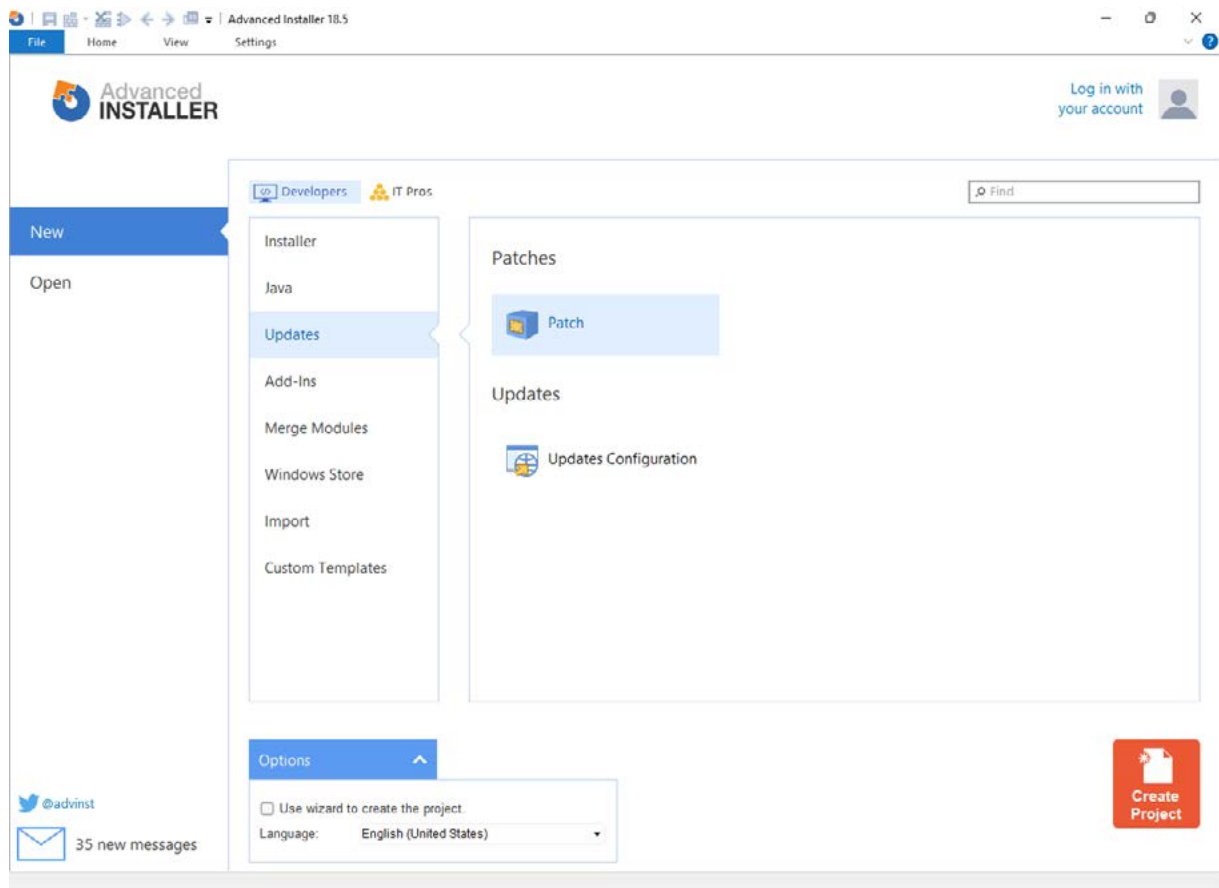 Advanced Installer 18.5
File Home View Settings
Advanced
INSTALLER
Log in with
your account
Developers IT Pros
Find
New
Open
Installer
Java
Updates
Add-Ins
Merge Modules
Windows Store
Import
Custom Templates
Patches
Patch
Updates
Updates Configuration
Options
Use wizard to create the project.
Language: English (United States)
Create
Project
@advinst
35 new messages